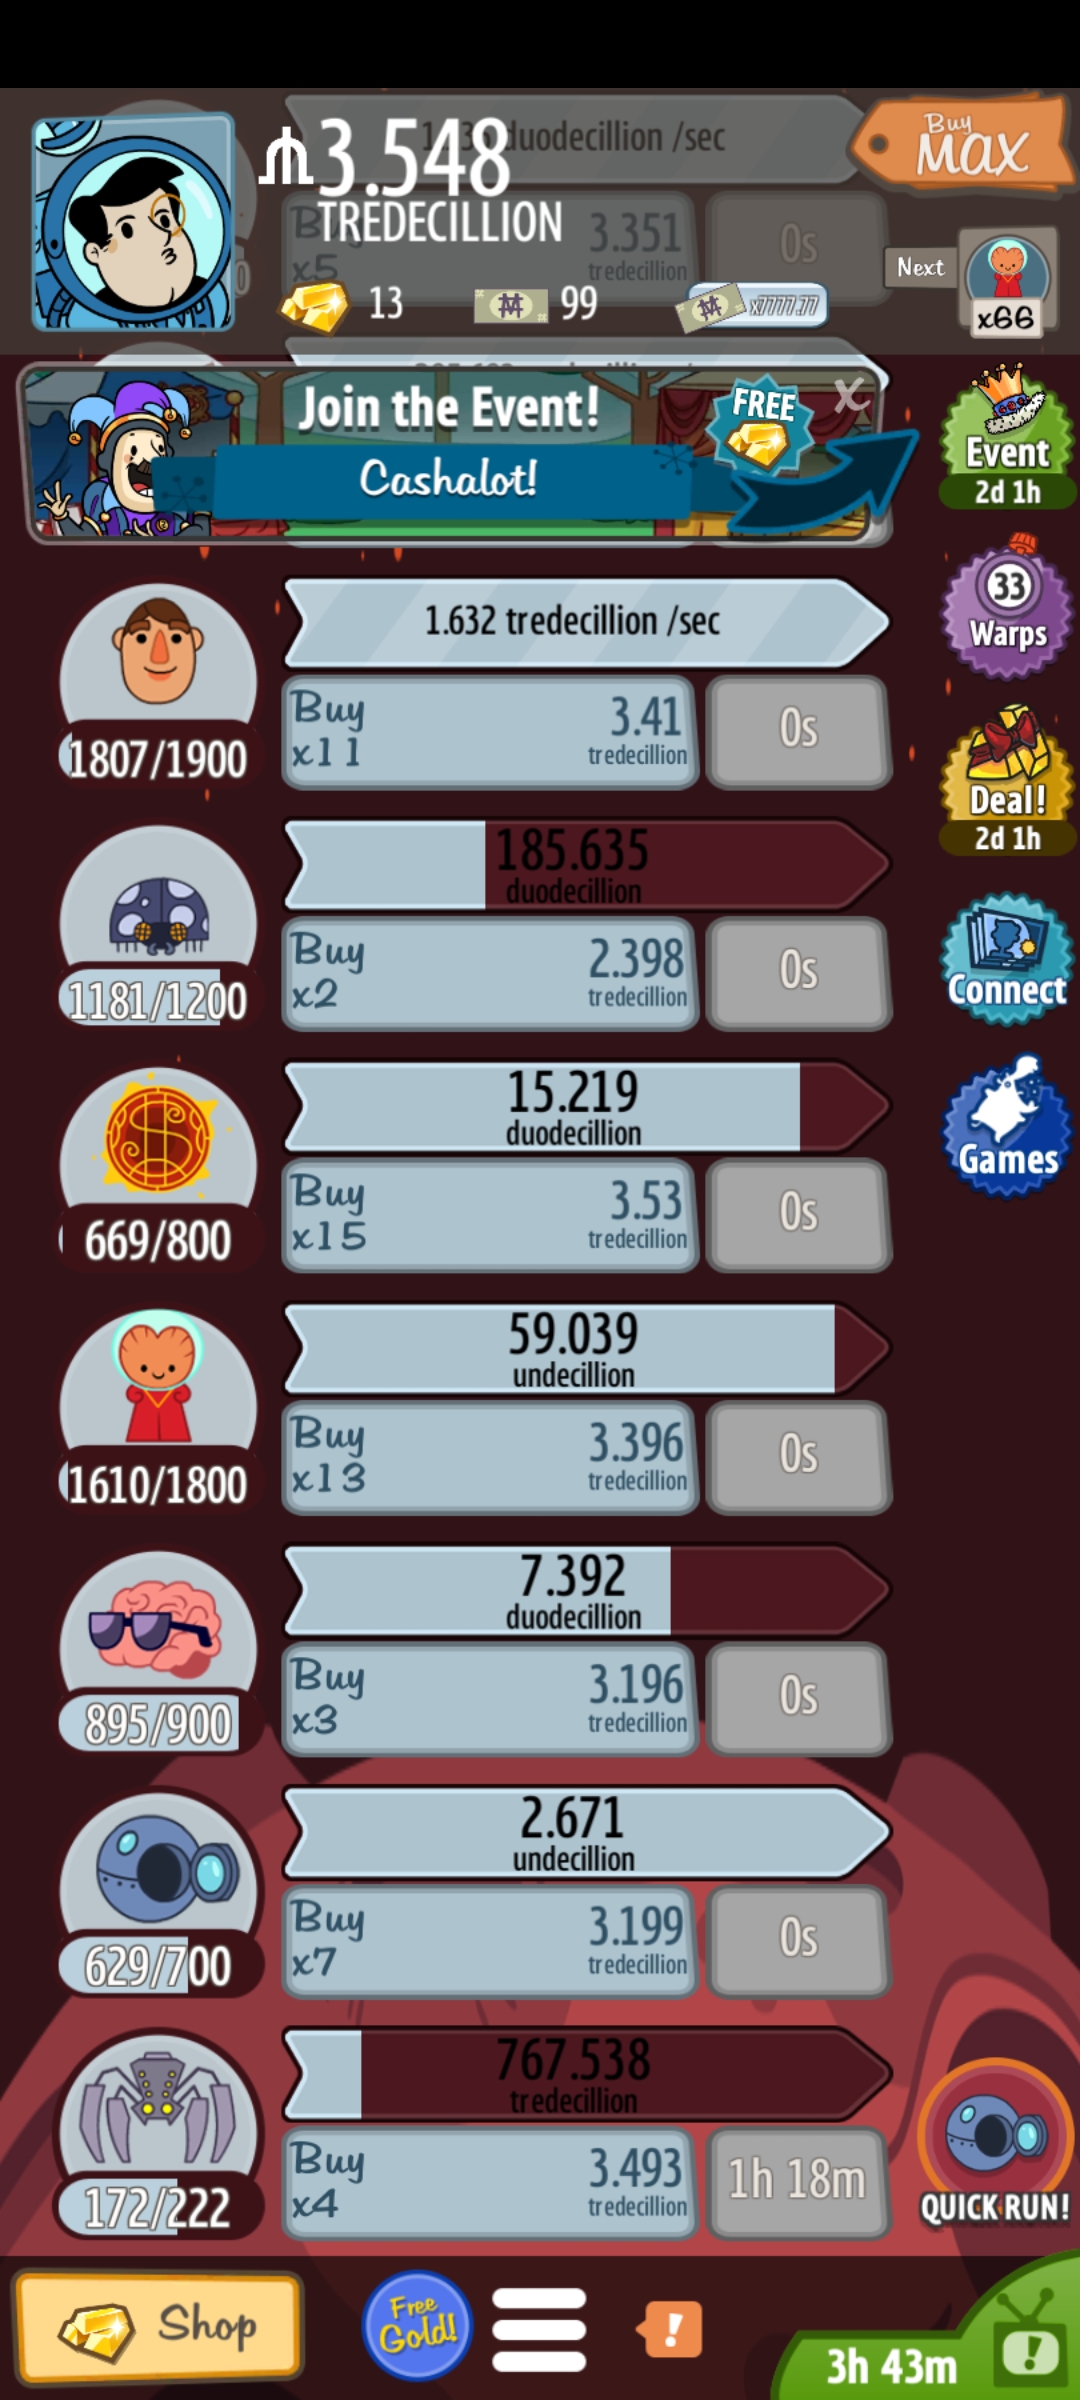 duodecillion /sec
₼3.548
TREDECILLION
Buy
MAX
x5
3.351
tredecillion
0s
Next
x66
13
99
x7777.77
Join the Event!
FREE
X
Cashalot!
Event
2d 1h
1.632 tredecillion /sec
33
Warps
Buy
x11
3.41
tredecillion
0s
1807/1900
Deal!
2d 1h
185.635
duodecillion
Buy
x2
2.398
tredecillion
0s
1181/1200
Connect
15.219
duodecillion
Buy
x15
3.53
tredecillion
0s
669/800
Games
59.039
undecillion
Buy
x13
3.396
tredecillion
0s
1610/1800
7.392
duodecillion
Buy
x3
3.196
tredecillion
0s
895/900
2.671
undecillion
Buy
x7
3.199
tredecillion
0s
629/700
767.538
tredecillion
Buy
x4
3.493
tredecillion
1h 18m
172/222
QUICK RUN!
Shop
Free
Gold!
!
3h 43m
!